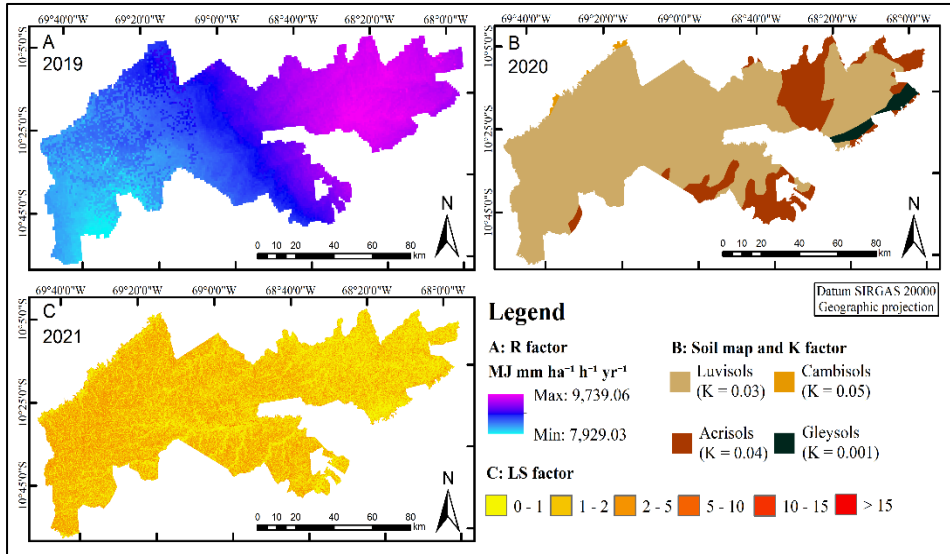 69°40'0"W 69°20'0"W 69°00'0"W 68°40'0"W 68°20'0"W 68°00'0"W
A
2019
10°5'0"S
10°25'0"S
10°45'0"S
N
0 10 20 40 60 80
km
69°40'0"W 69°20'0"W 69°00'0"W 68°40'0"W 68°20'0"W 68°00'0"W
B
2020
10°5'0"S
10°25'0"S
10°45'0"S
N
0 10 20 40 60 80
km
69°40'0"W 69°20'0"W 69°00'0"W 68°40'0"W 68°20'0"W 68°00'0"W
C
2021
10°5'0"S
10°25'0"S
10°45'0"S
N
0 10 20 40 60 80
km
Datum SIRGAS 20000
Geographic projection
Legend
A: R factor
MJ mm ha⁻¹ h⁻¹ yr⁻¹
Max: 9,739.06
Min: 7,929.03
B: Soil map and K factor
Luvisols
(K = 0.03)
Cambisols
(K = 0.05)
Acrisols
(K = 0.04)
Gleysols
(K = 0.001)
C: LS factor
0 - 1 1 - 2 2 - 5 5 - 10 10 - 15 > 15